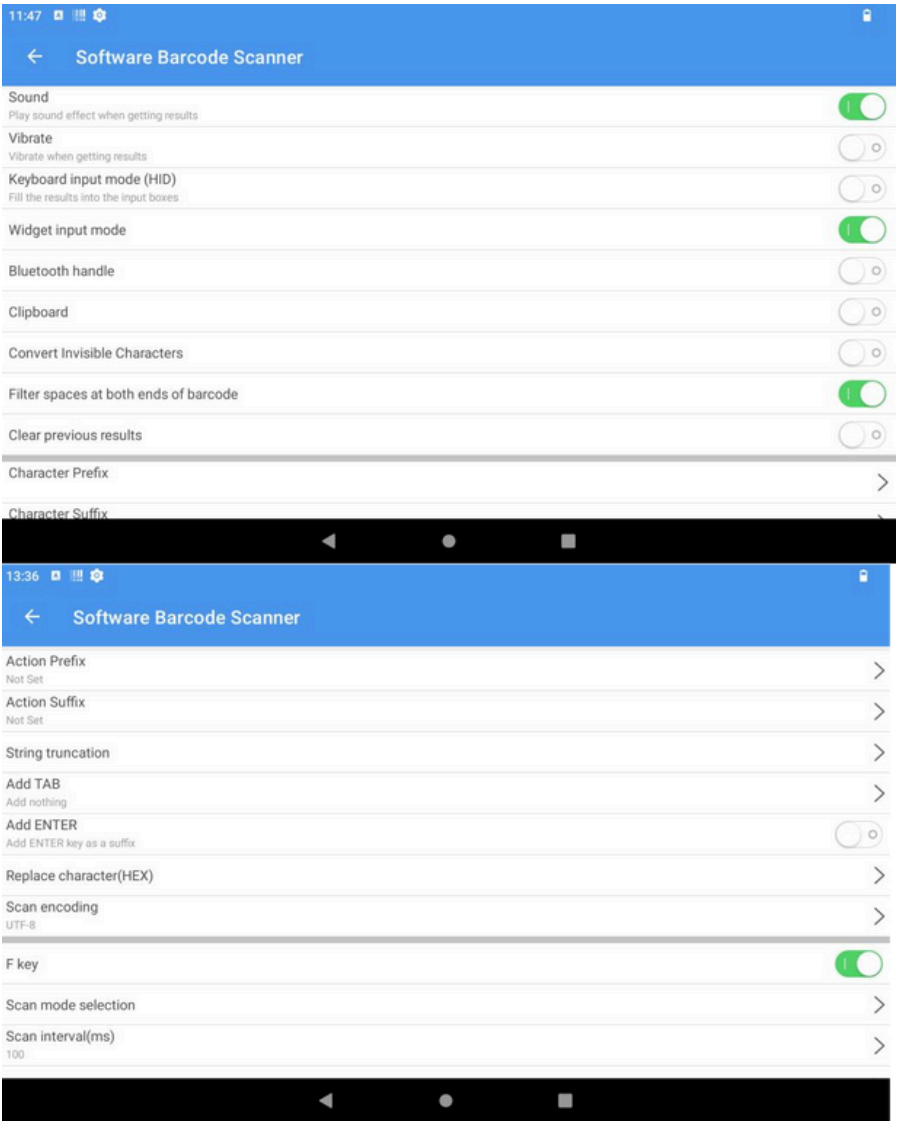 11:47
Software Barcode Scanner
Sound
Play sound effect when getting results
Vibrate
Vibrate when getting results
Keyboard input mode (HID)
Fill the results into the input boxes
Widget input mode
Bluetooth handle
Clipboard
Convert Invisible Characters
Filter spaces at both ends of barcode
Clear previous results
Character Prefix
Character Suffix
13:36
Software Barcode Scanner
Action Prefix
Not Set
Action Suffix
Not Set
String truncation
Add TAB
Add nothing
Add ENTER
Add ENTER key as a suffix
Replace character(HEX)
Scan encoding
UTF-8
F key
Scan mode selection
Scan interval(ms)
100